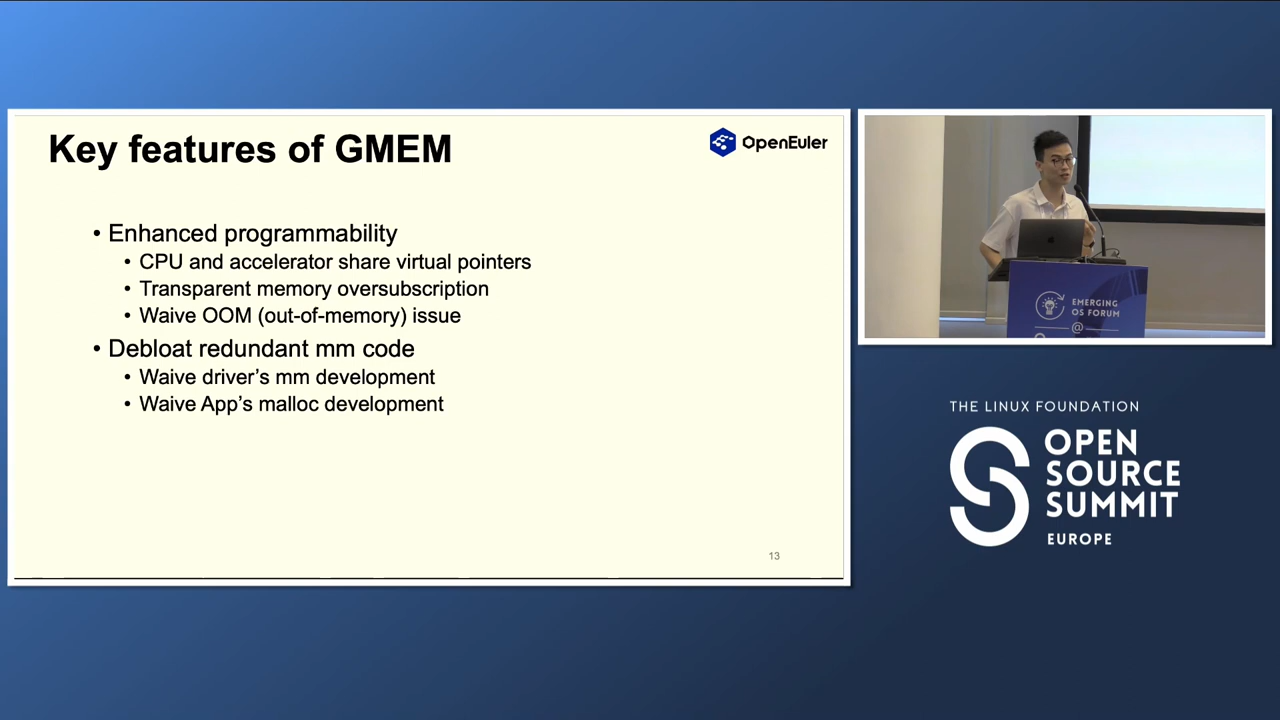 Key features of GMEM
OpenEuler
• Enhanced programmability
• CPU and accelerator share virtual pointers
• Transparent memory oversubscription
• Waive OOM (out-of-memory) issue
• Debloat redundant mm code
• Waive driver's mm development
• Waive App's malloc development
13
EMERGING
OS FORUM
@
THE LINUX FOUNDATION
OPEN
SOURCE
SUMMIT
EUROPE